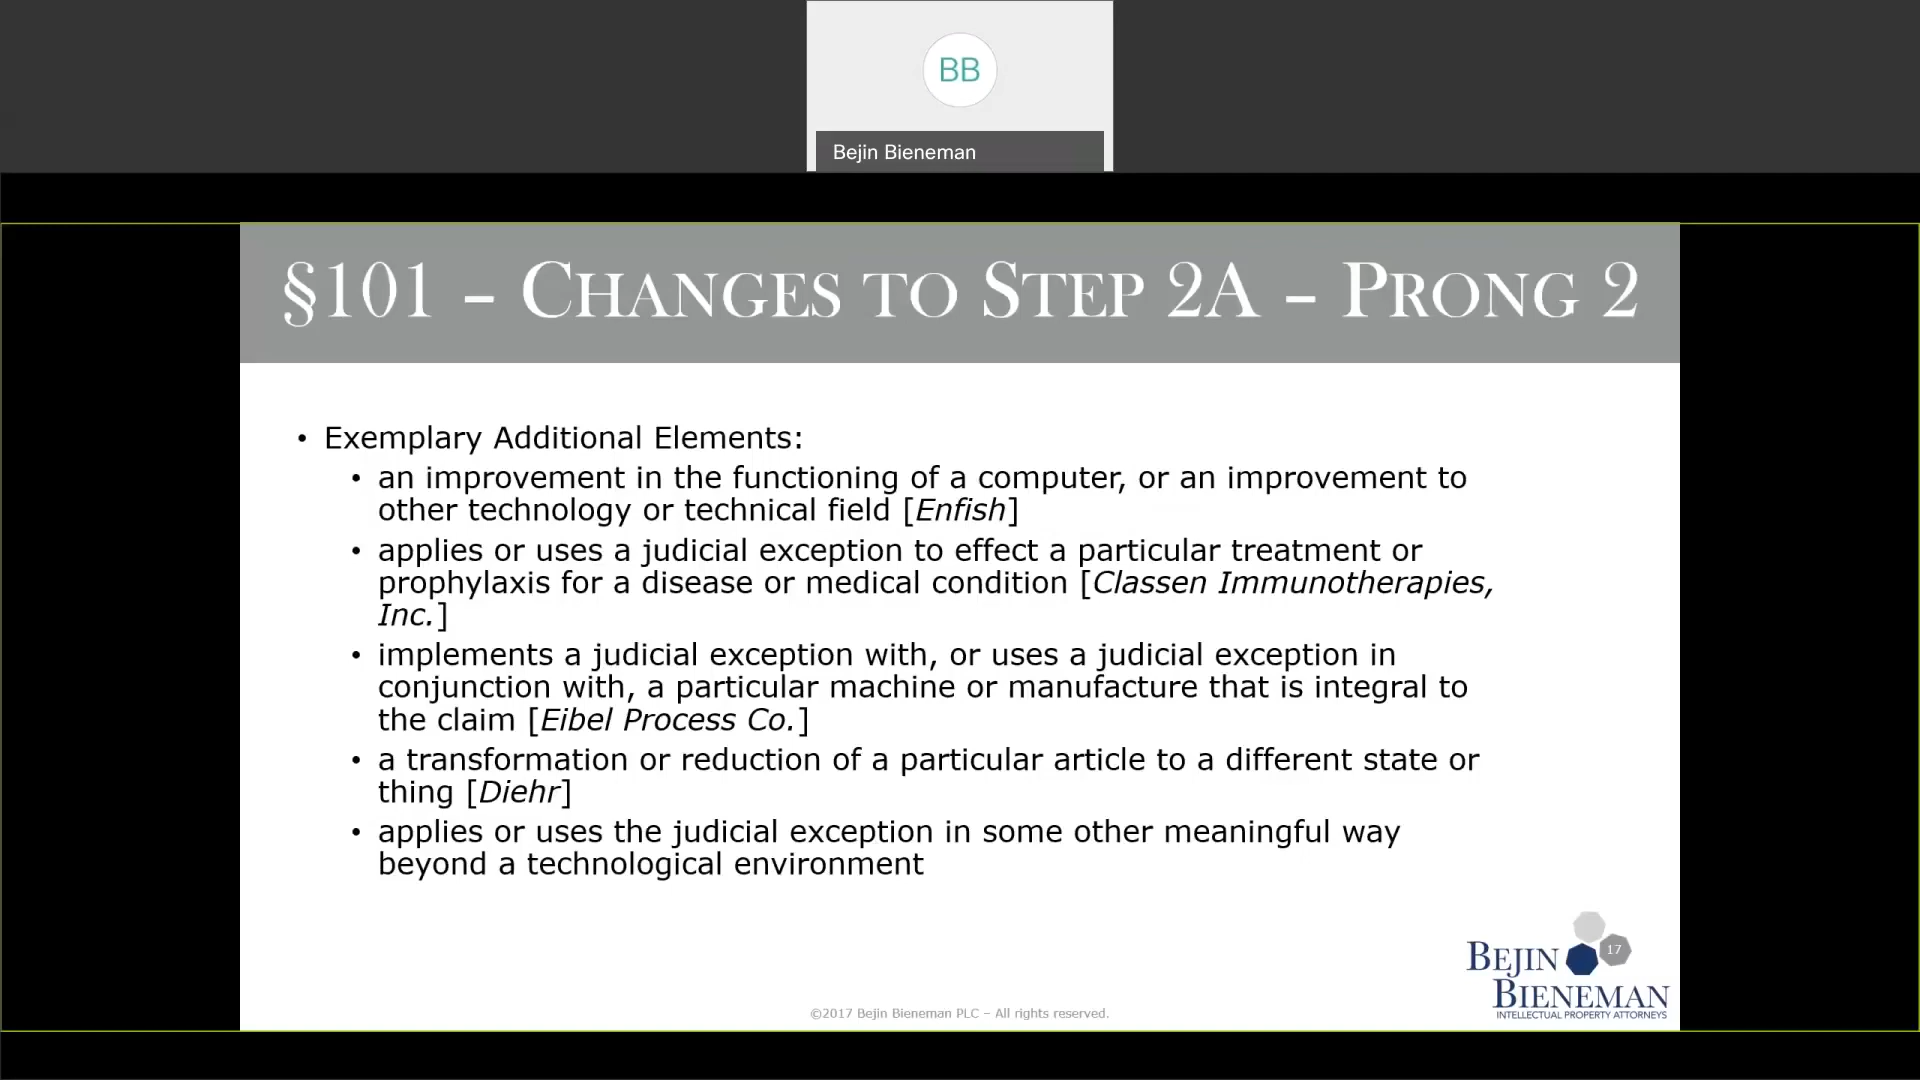 BB
Bejin Bieneman
§101 – Changes to Step 2A – Prong 2
• Exemplary Additional Elements:
• an improvement in the functioning of a computer, or an improvement to
other technology or technical field [Enfish]
• applies or uses a judicial exception to effect a particular treatment or
prophylaxis for a disease or medical condition [Classen Immunotherapies,
Inc.]
• implements a judicial exception with, or uses a judicial exception in
conjunction with, a particular machine or manufacture that is integral to
the claim [Eibel Process Co.]
• a transformation or reduction of a particular article to a different state or
thing [Diehr]
• applies or uses the judicial exception in some other meaningful way
beyond a technological environment
17
Bejin
Bieneman
INTELLECTUAL PROPERTY ATTORNEYS
©2017 Bejin Bieneman PLC – All rights reserved.